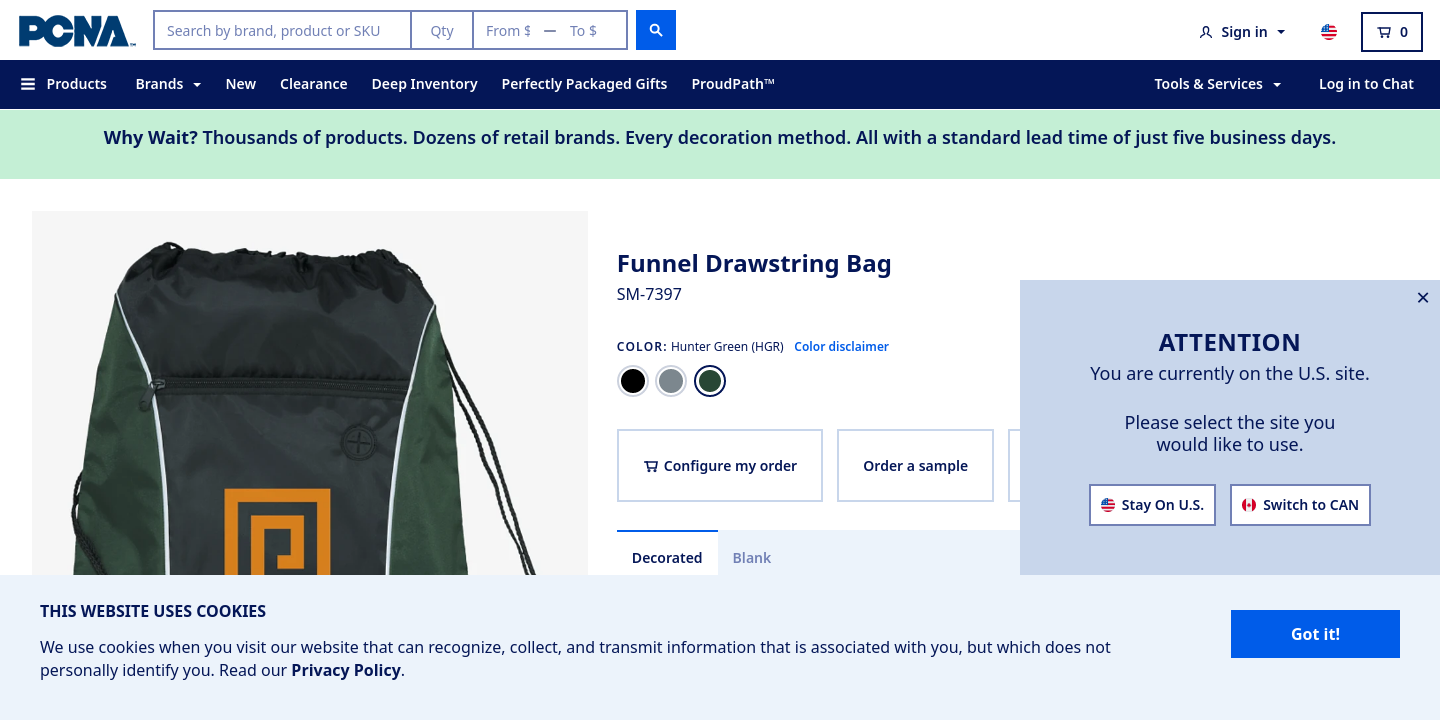 PCNA
Search by brand, product or SKU
Qty
From $ — To $
Sign in
0
Products
Brands
New
Clearance
Deep Inventory
Perfectly Packaged Gifts
ProudPath™
Tools & Services
Log in to Chat
Why Wait? Thousands of products. Dozens of retail brands. Every decoration method. All with a standard lead time of just five business days.
Funnel Drawstring Bag
SM-7397
COLOR: Hunter Green (HGR) Color disclaimer
Configure my order
Order a sample
Decorated
Blank
ATTENTION
You are currently on the U.S. site.
Please select the site you
would like to use.
Stay On U.S.
Switch to CAN
THIS WEBSITE USES COOKIES
We use cookies when you visit our website that can recognize, collect, and transmit information that is associated with you, but which does not
personally identify you. Read our Privacy Policy.
Got it!